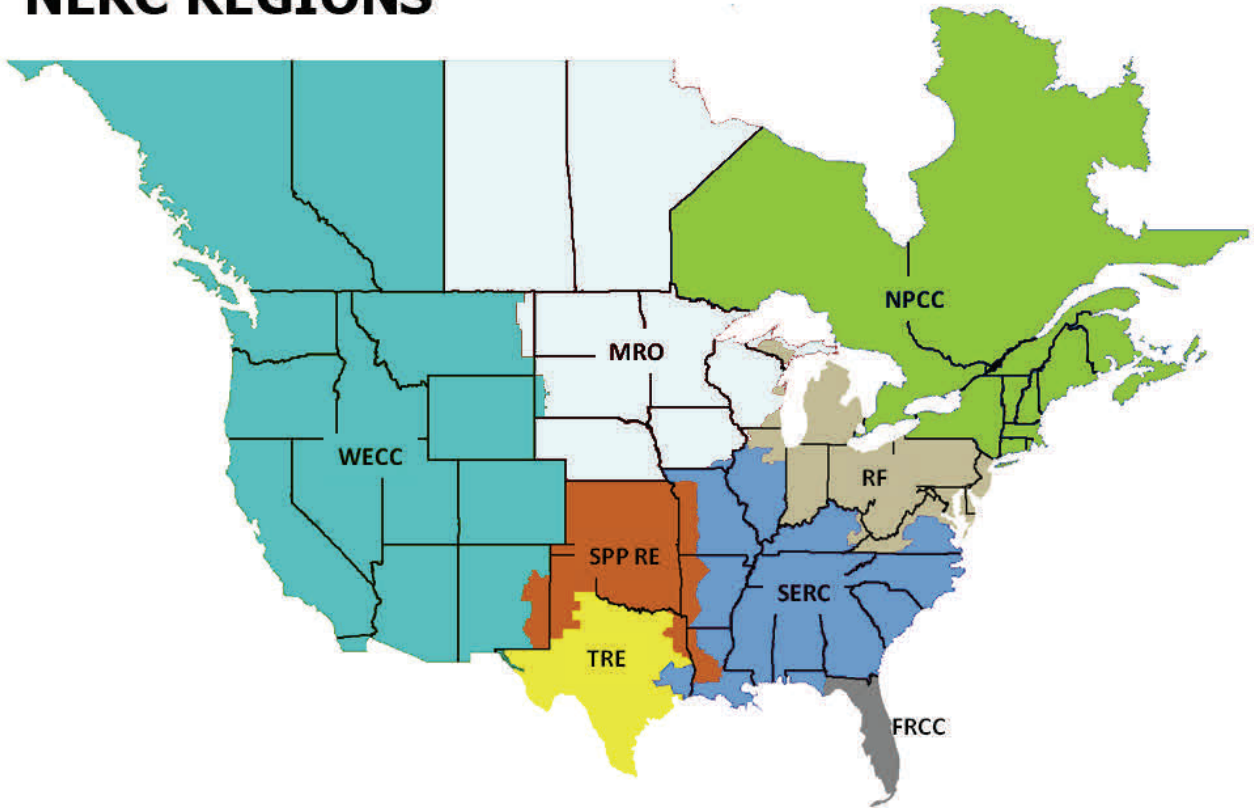 NERC REGIONS
NPCC
MRO
WECC
RF
SPP RE
SERC
TRE
FRCC